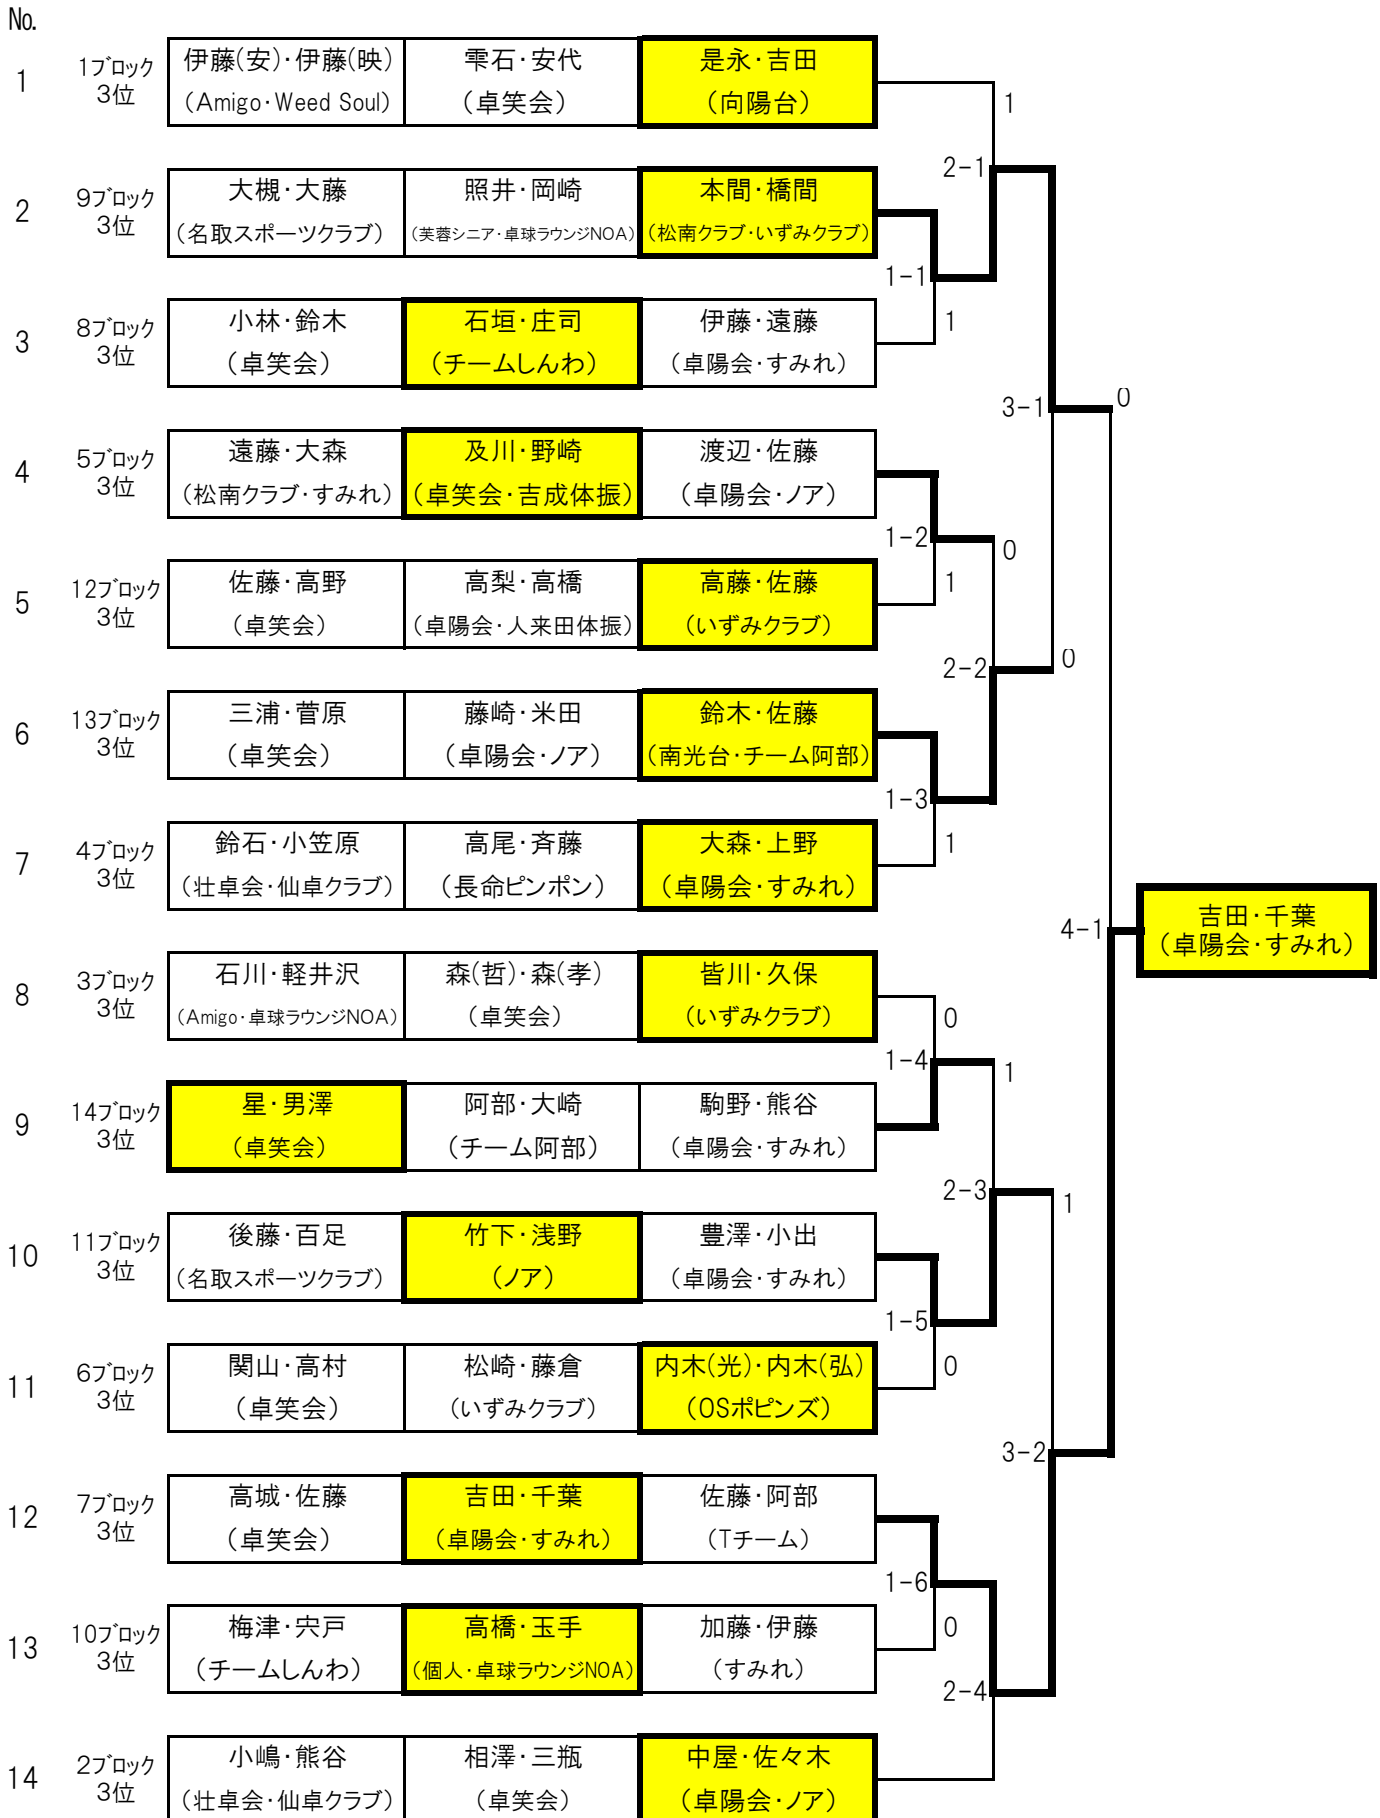 No.
1 1ブロック 3位 伊藤(安)・伊藤(映) 雫石・安代 是永・吉田
(Amigo・Weed Soul) (卓笑会) (向陽台)
1
2-1
2 9ブロック 3位 大槻・大藤 照井・岡崎 本間・橋間
(名取スポーツクラブ) (芙蓉シニア・卓球ラウンジNOA) (松南クラブ・いずみクラブ)
1-1
1
3 8ブロック 3位 小林・鈴木 石垣・庄司 伊藤・遠藤
(卓笑会) (チームしんわ) (卓陽会・すみれ)
3-1
0
4 5ブロック 3位 遠藤・大森 及川・野崎 渡辺・佐藤
(松南クラブ・すみれ) (卓笑会・吉成体振) (卓陽会・ノア)
1-2
0
1
5 12ブロック 3位 佐藤・高野 高梨・高橋 高藤・佐藤
(卓笑会) (卓陽会・人来田体振) (いずみクラブ)
2-2
0
6 13ブロック 3位 三浦・菅原 藤崎・米田 鈴木・佐藤
(卓笑会) (卓陽会・ノア) (南光台・チーム阿部)
1-3
1
7 4ブロック 3位 鈴石・小笠原 高尾・斉藤 大森・上野
(壮卓会・仙卓クラブ) (長命ピンポン) (卓陽会・すみれ)
4-1
吉田・千葉
(卓陽会・すみれ)
8 3ブロック 3位 石川・軽井沢 森(哲)・森(孝) 皆川・久保
(Amigo・卓球ラウンジNOA) (卓笑会) (いずみクラブ)
0
1-4
1
9 14ブロック 3位 星・男澤 阿部・大崎 駒野・熊谷
(卓笑会) (チーム阿部) (卓陽会・すみれ)
2-3
1
10 11ブロック 3位 後藤・百足 竹下・浅野 豊澤・小出
(名取スポーツクラブ) (ノア) (卓陽会・すみれ)
1-5
0
11 6ブロック 3位 関山・高村 松崎・藤倉 内木(光)・内木(弘)
(卓笑会) (いずみクラブ) (OSポピンズ)
3-2
12 7ブロック 3位 高城・佐藤 吉田・千葉 佐藤・阿部
(卓笑会) (卓陽会・すみれ) (Tチーム)
1-6
0
13 10ブロック 3位 梅津・宍戸 高橋・玉手 加藤・伊藤
(チームしんわ) (個人・卓球ラウンジNOA) (すみれ)
2-4
14 2ブロック 3位 小嶋・熊谷 相澤・三瓶 中屋・佐々木
(壮卓会・仙卓クラブ) (卓笑会) (卓陽会・ノア)